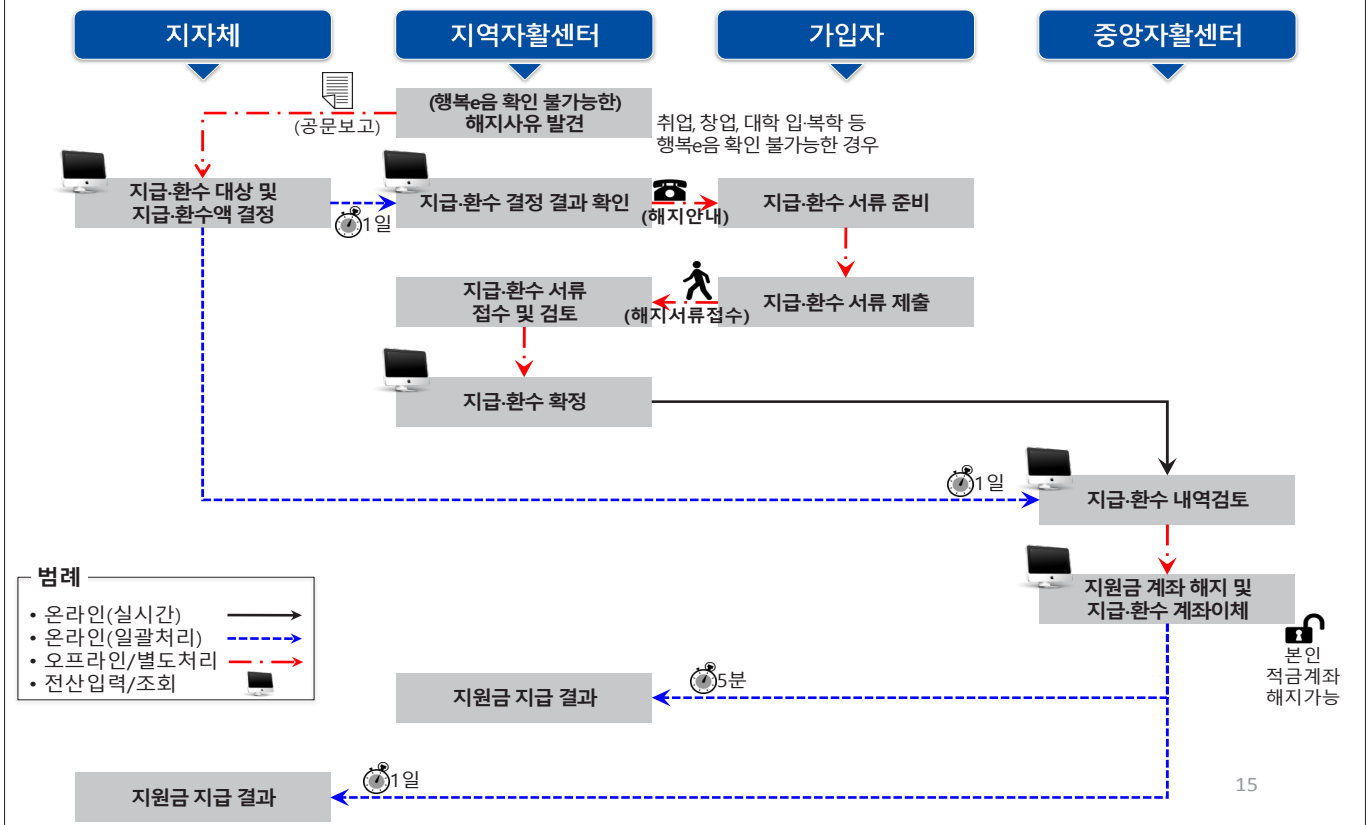 지자체
지역자활센터
가입자
중앙자활센터
(행복e음 확인 불가능한)
해지사유 발견
(공문보고)
취업, 창업, 대학 입·복학 등
행복e음 확인 불가능한 경우
지급·환수 대상 및
지급·환수액 결정
1일
지급·환수 결정 결과 확인
(해지안내)
지급·환수 서류 준비
지급·환수 서류
접수 및 검토
(해지서류접수)
지급·환수 서류 제출
지급·환수 확정
1일
지급·환수 내역검토
지원금 계좌 해지 및
지급·환수 계좌이체
본인
적금계좌
해지가능
범례
• 온라인(실시간)
• 온라인(일괄처리)
• 오프라인/별도처리
• 전산입력/조회
지원금 지급 결과
5분
지원금 지급 결과
1일
15